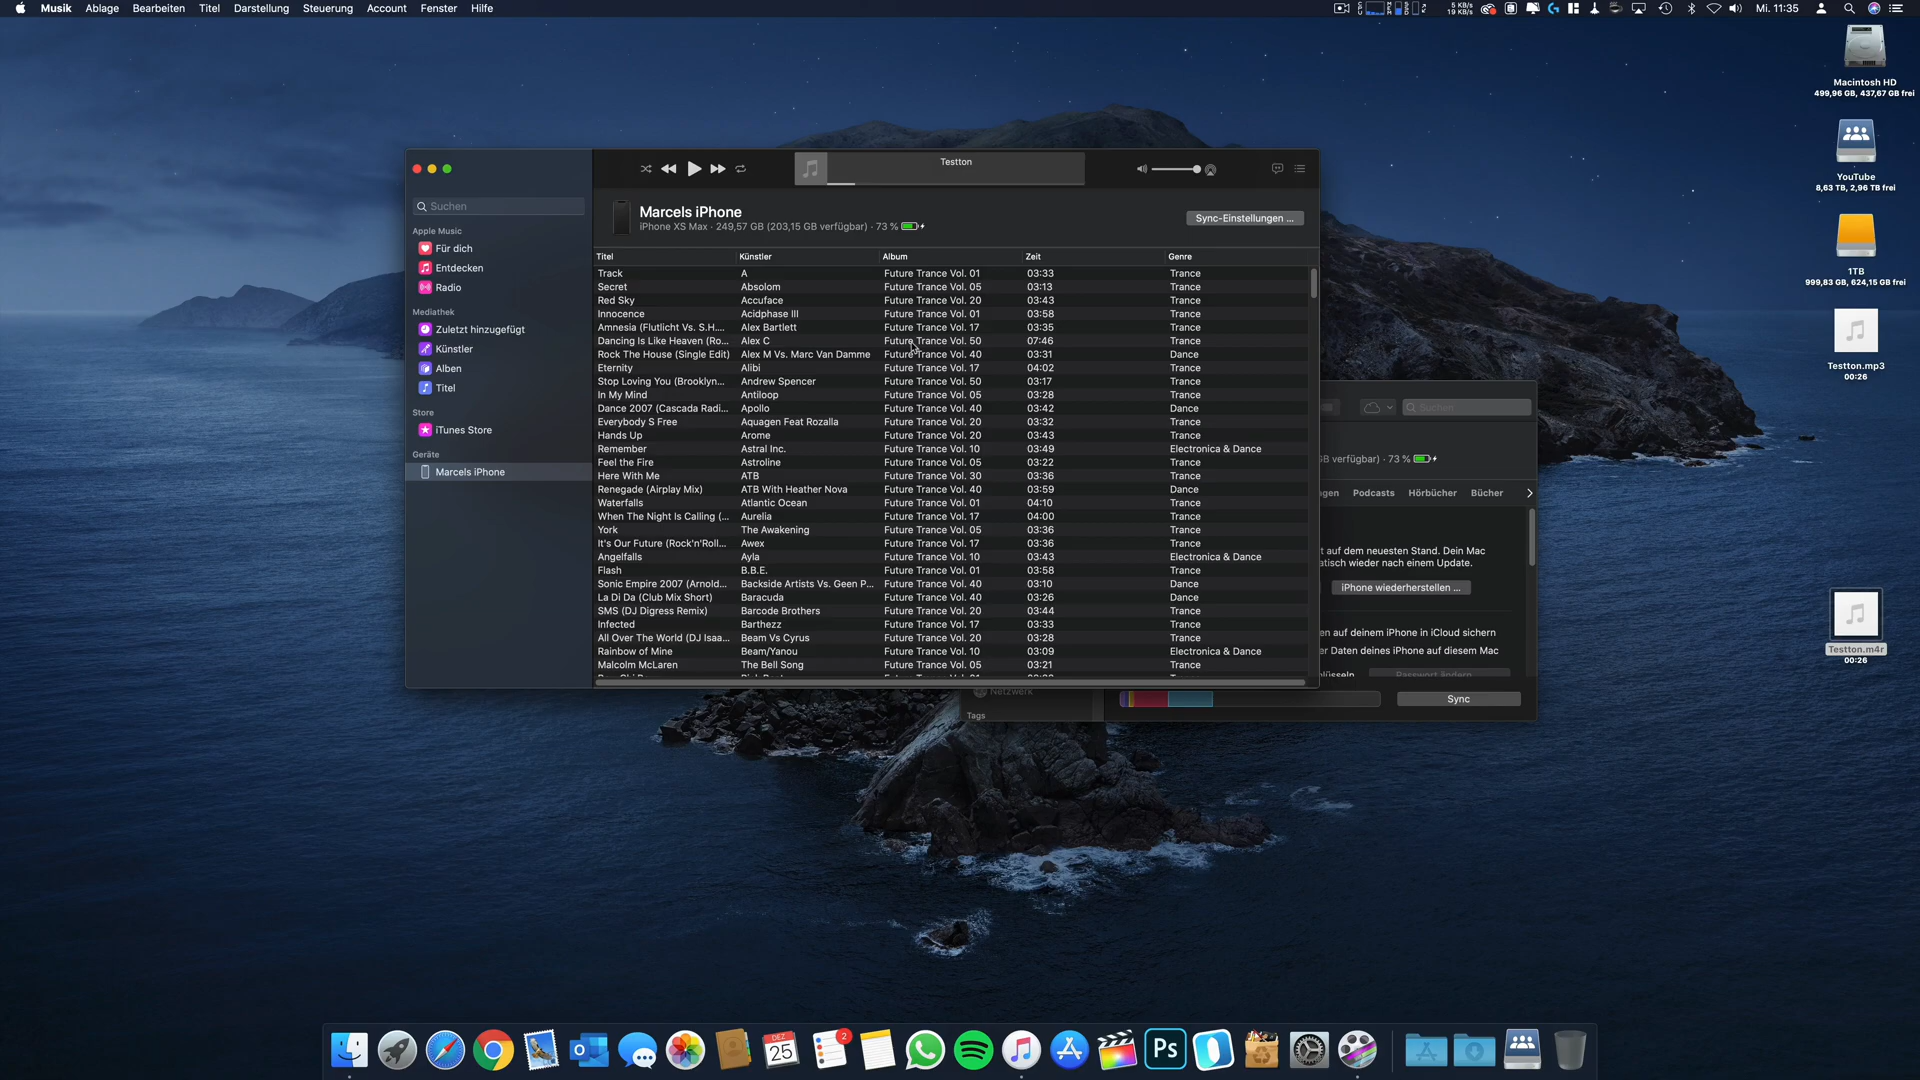 Musik Ablage Bearbeiten Titel Darstellung Steuerung Account Fenster Hilfe
5 KB/s
19 KB/s
Mi. 11:35
Macintosh HD
499,96 GB, 437,67 GB frei
YouTube
8,63 TB, 2,96 TB frei
1TB
999,83 GB, 624,15 GB frei
Testton.mp3
00:26
Testton.m4r
00:26
Testton
Suchen
Apple Music
Für dich
Entdecken
Radio
Mediathek
Zuletzt hinzugefügt
Künstler
Alben
Titel
Store
iTunes Store
Geräte
Marcels iPhone
Marcels iPhone
iPhone XS Max · 249,57 GB (203,15 GB verfügbar) · 73 %
Sync-Einstellungen ...
Titel Künstler Album Zeit Genre
Track A Future Trance Vol. 01 03:33 Trance
Secret Absolom Future Trance Vol. 05 03:13 Trance
Red Sky Accuface Future Trance Vol. 20 03:43 Trance
Innocence Acidphase III Future Trance Vol. 01 03:58 Trance
Amnesia (Flutlicht Vs. S.H.... Alex Bartlett Future Trance Vol. 17 03:35 Trance
Dancing Is Like Heaven (Ro... Alex C Future Trance Vol. 50 07:46 Trance
Rock The House (Single Edit) Alex M Vs. Marc Van Damme Future Trance Vol. 40 03:31 Dance
Eternity Alibi Future Trance Vol. 17 04:02 Trance
Stop Loving You (Brooklyn... Andrew Spencer Future Trance Vol. 50 03:17 Trance
In My Mind Antiloop Future Trance Vol. 05 03:28 Trance
Dance 2007 (Cascada Radi... Apollo Future Trance Vol. 40 03:42 Dance
Everybody S Free Aquagen Feat Rozalla Future Trance Vol. 20 03:32 Trance
Hands Up Arome Future Trance Vol. 20 03:43 Trance
Remember Astral Inc. Future Trance Vol. 10 03:49 Electronica & Dance
Feel the Fire Astroline Future Trance Vol. 05 03:22 Trance
Here With Me ATB Future Trance Vol. 30 03:36 Trance
Renegade (Airplay Mix) ATB With Heather Nova Future Trance Vol. 40 03:59 Dance
Waterfalls Atlantic Ocean Future Trance Vol. 01 04:10 Trance
When The Night Is Calling (... Aurelia Future Trance Vol. 17 04:00 Trance
York The Awakening Future Trance Vol. 05 03:36 Trance
It's Our Future (Rock'n'Roll... Awex Future Trance Vol. 17 03:36 Trance
Angelfalls Ayla Future Trance Vol. 10 03:43 Electronica & Dance
Flash B.B.E. Future Trance Vol. 01 03:58 Trance
Sonic Empire 2007 (Arnold... Backside Artists Vs. Geen P... Future Trance Vol. 40 03:10 Dance
La Di Da (Club Mix Short) Baracuda Future Trance Vol. 40 03:26 Dance
SMS (DJ Digress Remix) Barcode Brothers Future Trance Vol. 20 03:44 Trance
Infected Barthezz Future Trance Vol. 17 03:33 Trance
All Over The World (DJ Isaa... Beam Vs Cyrus Future Trance Vol. 20 03:28 Trance
Rainbow of Mine Beam/Yanou Future Trance Vol. 10 03:09 Electronica & Dance
Malcolm McLaren The Bell Song Future Trance Vol. 05 03:21 Trance
Suchen
GB verfügbar) · 73 %
Podcasts Hörbücher Bücher
t auf dem neuesten Stand. Dein Mac
atisch wieder nach einem Update.
iPhone wiederherstellen ...
en auf deinem iPhone in iCloud sichern
er Daten deines iPhone auf diesem Mac
Passwort ändern
Netzwerk
Tags
Sync
2
DEZ
25
Ps